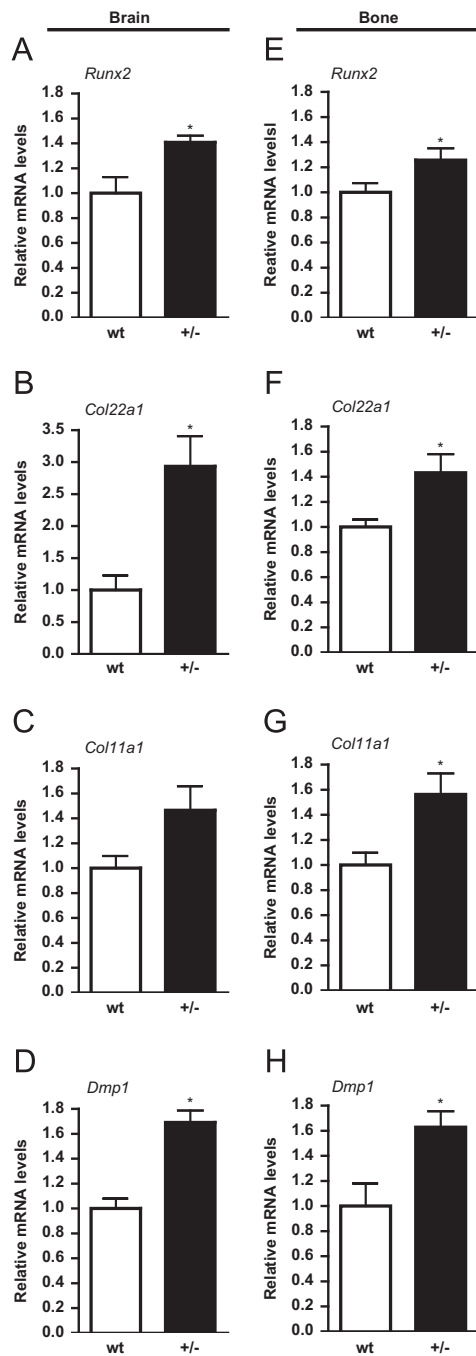 Brain
Bone
A
Runx2
Relative mRNA levels
1.8
1.6
1.4
1.2
1.0
0.8
0.6
0.4
0.2
0.0
wt
+/-
*
E
Runx2
Reative mRNA levelsl
1.8
1.6
1.4
1.2
1.0
0.8
0.6
0.4
0.2
0.0
wt
+/-
*
B
Col22a1
Relative mRNA levels
3.5
3.0
2.5
2.0
1.0
1.0
0.5
0.0
wt
+/-
*
F
Col22a1
Relative mRNA levels
1.8
1.6
1.4
1.2
1.0
0.8
0.6
0.4
0.2
0.0
wt
+/-
*
C
Col11a1
Relative mRNA levels
1.8
1.6
1.4
1.2
1.0
0.8
0.6
0.4
0.2
1.0
wt
+/-
G
Col11a1
Relative mRNA levels
1.8
1.6
1.4
1.2
1.0
0.8
0.6
0.4
0.2
1.0
wt
+/-
*
D
Dmp1
Relative mRNA levels
1.8
1.6
1.4
1.2
1.0
0.8
0.6
0.4
0.2
1.0
wt
+/-
*
H
Dmp1
Relative mRNA levels
1.8
1.6
1.4
1.2
1.0
0.8
0.6
0.4
0.2
1.0
wt
+/-
*